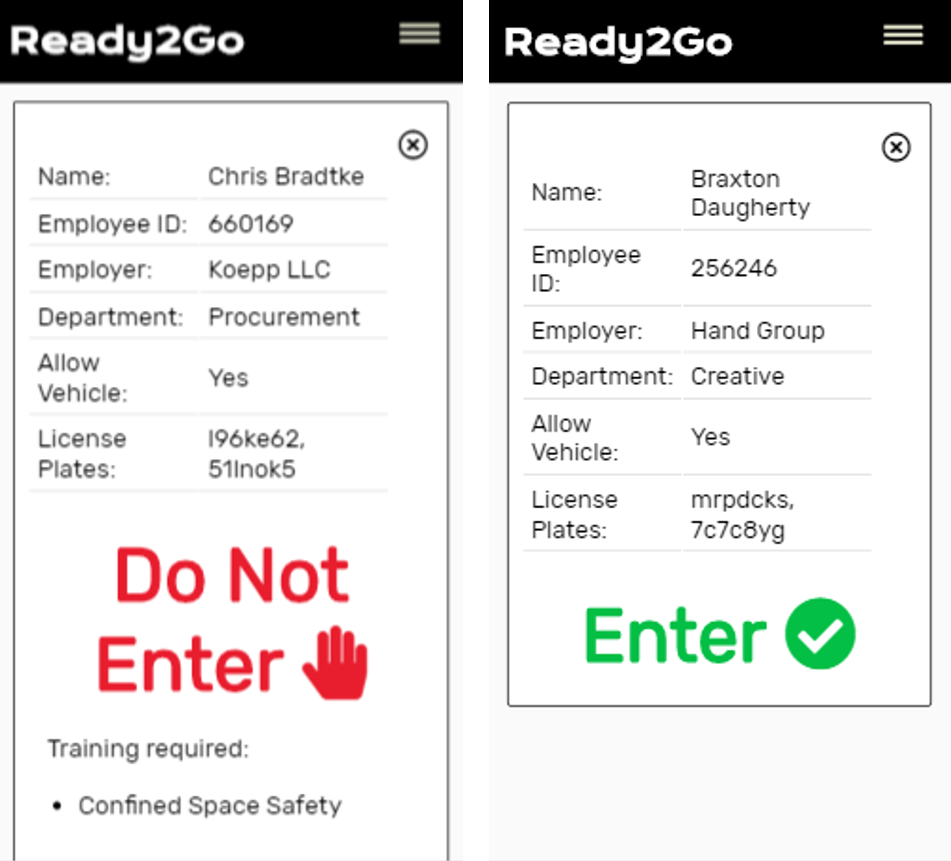 Ready2Go
Name: Chris Bradtke
Employee ID: 660169
Employer: Koepp LLC
Department: Procurement
Allow
Vehicle: Yes
License
Plates: l96ke62,
51lnok5
Do Not
Enter
Training required:
• Confined Space Safety
Ready2Go
Name: Braxton
Daugherty
Employee
ID: 256246
Employer: Hand Group
Department: Creative
Allow
Vehicle: Yes
License
Plates: mrpdcks,
7c7c8yg
Enter